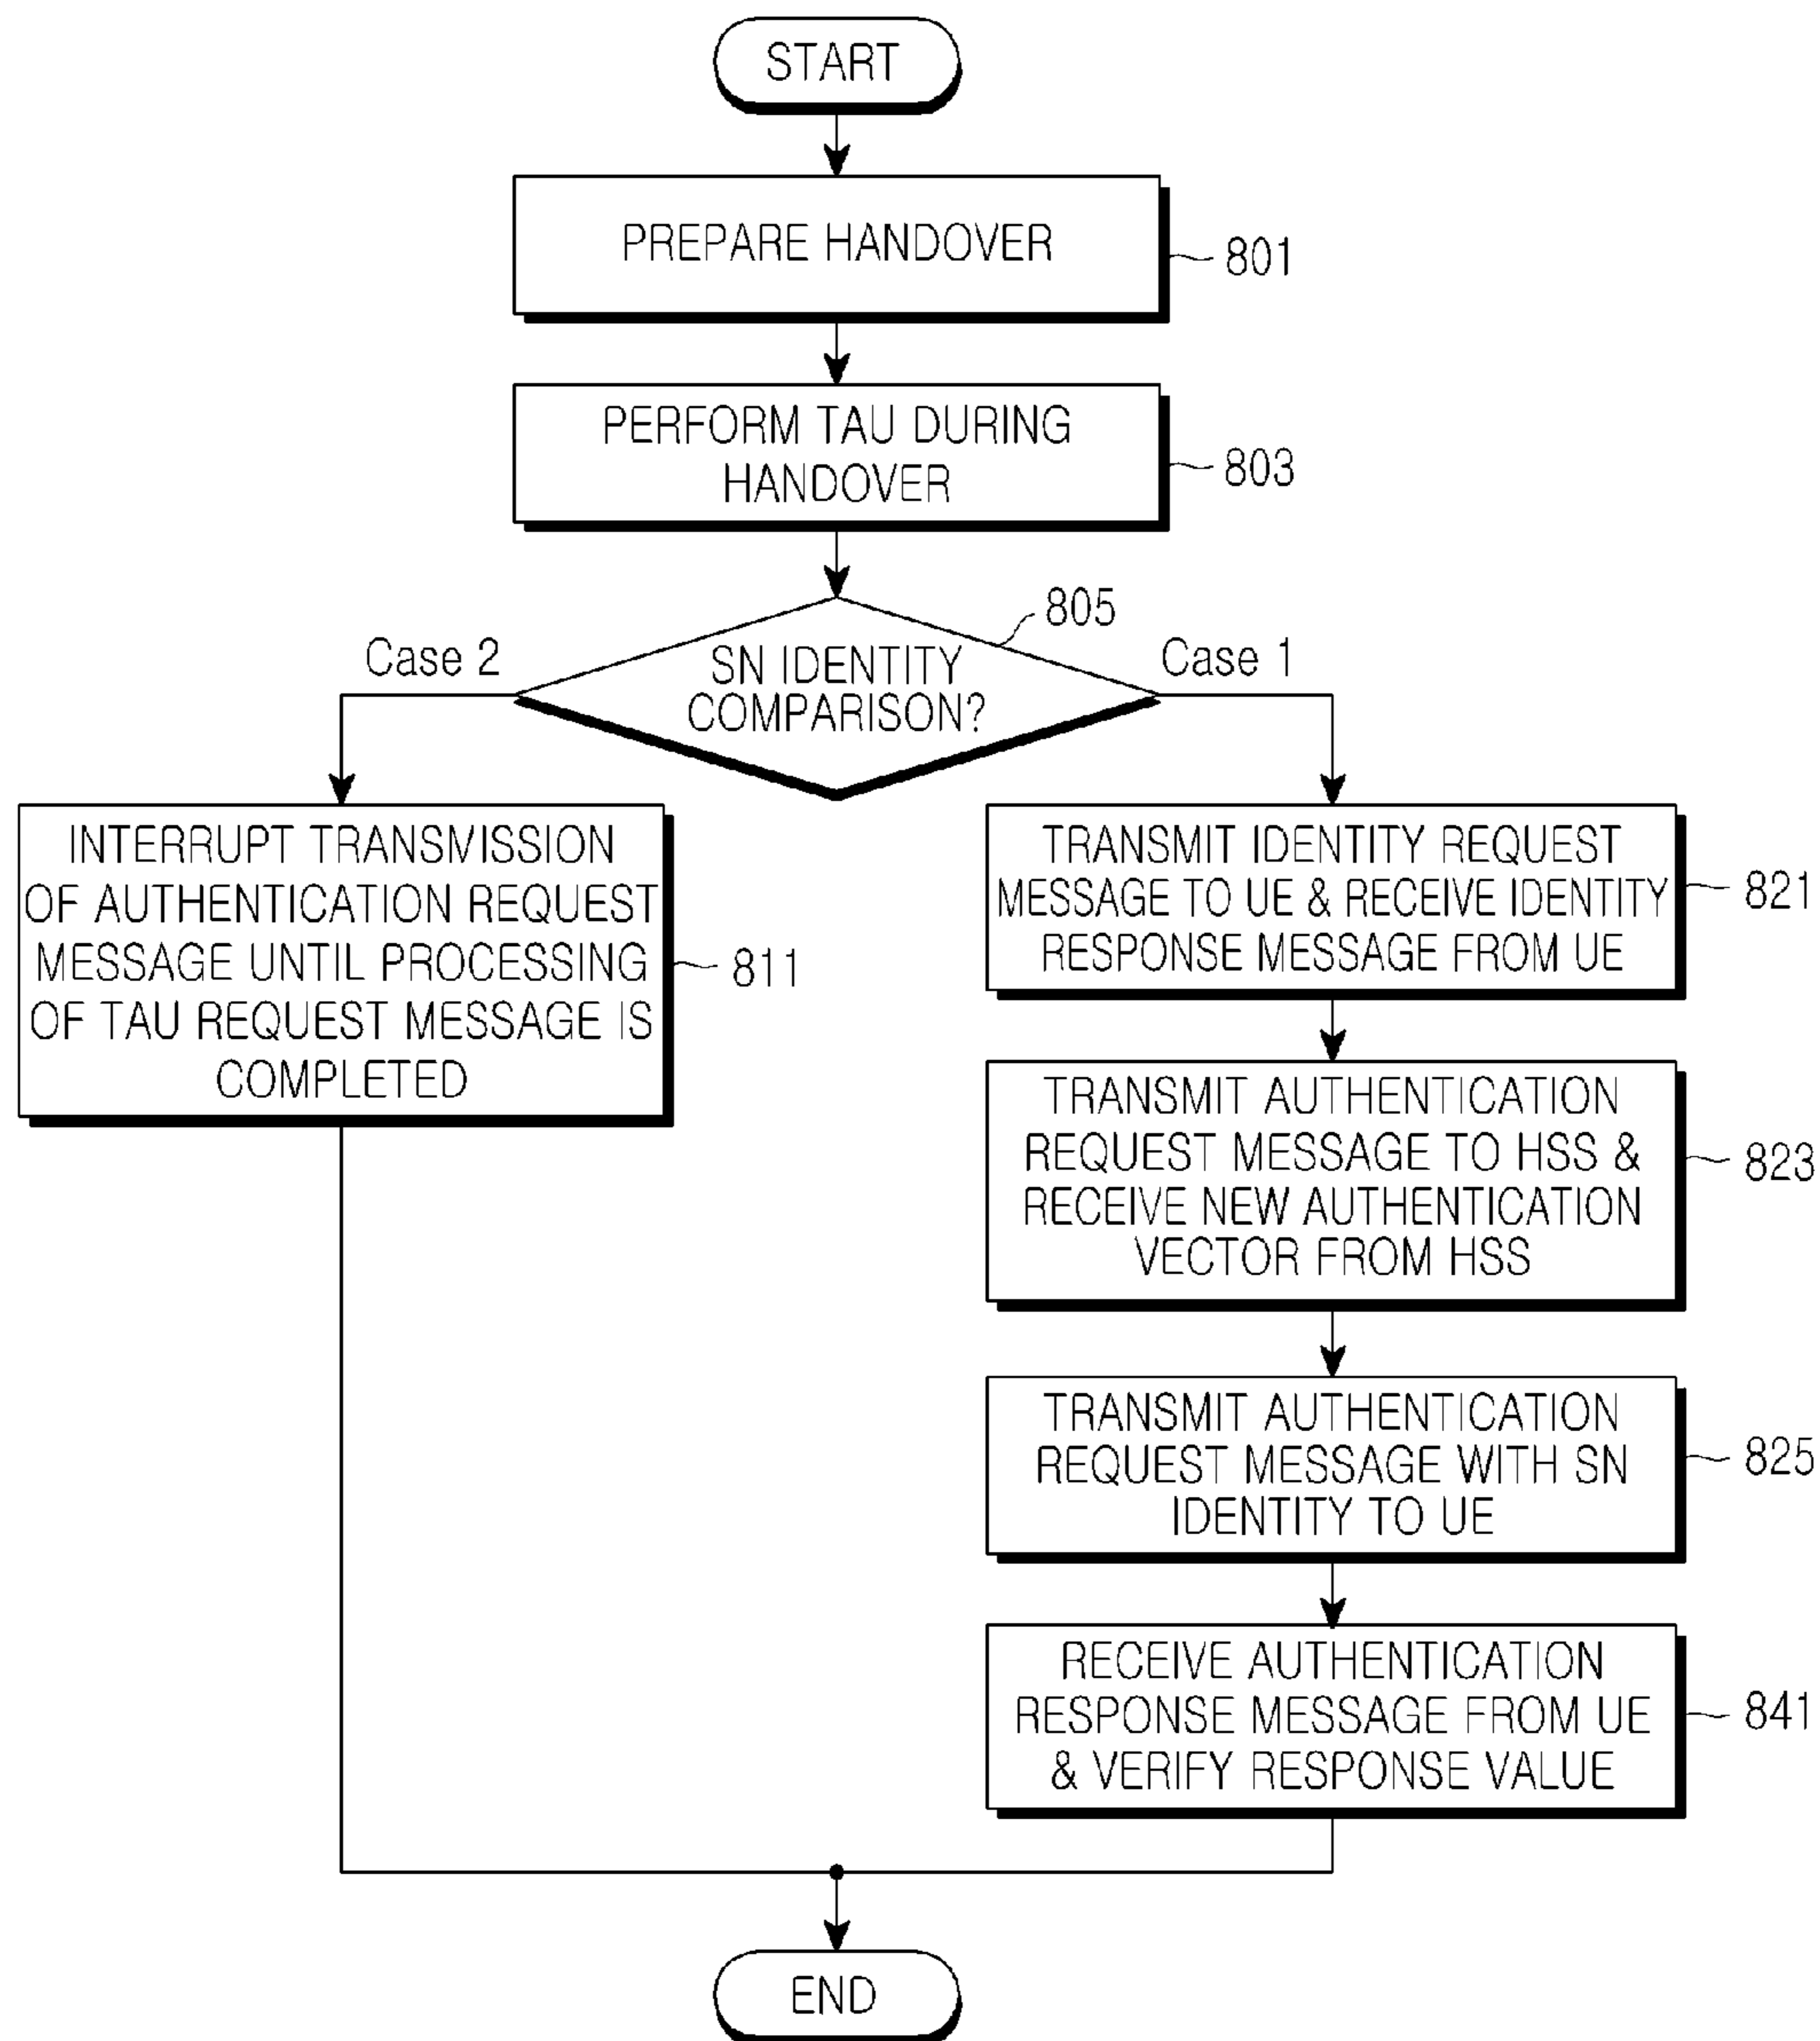 START
PREPARE HANDOVER
801
PERFORM TAU DURING
HANDOVER
803
805
Case 2
SN IDENTITY
COMPARISON?
Case 1
INTERRUPT TRANSMISSION
OF AUTHENTICATION REQUEST
MESSAGE UNTIL PROCESSING
OF TAU REQUEST MESSAGE IS
COMPLETED
811
TRANSMIT IDENTITY REQUEST
MESSAGE TO UE & RECEIVE IDENTITY
RESPONSE MESSAGE FROM UE
821
TRANSMIT AUTHENTICATION
REQUEST MESSAGE TO HSS &
RECEIVE NEW AUTHENTICATION
VECTOR FROM HSS
823
TRANSMIT AUTHENTICATION
REQUEST MESSAGE WITH SN
IDENTITY TO UE
825
RECEIVE AUTHENTICATION
RESPONSE MESSAGE FROM UE
& VERIFY RESPONSE VALUE
841
END